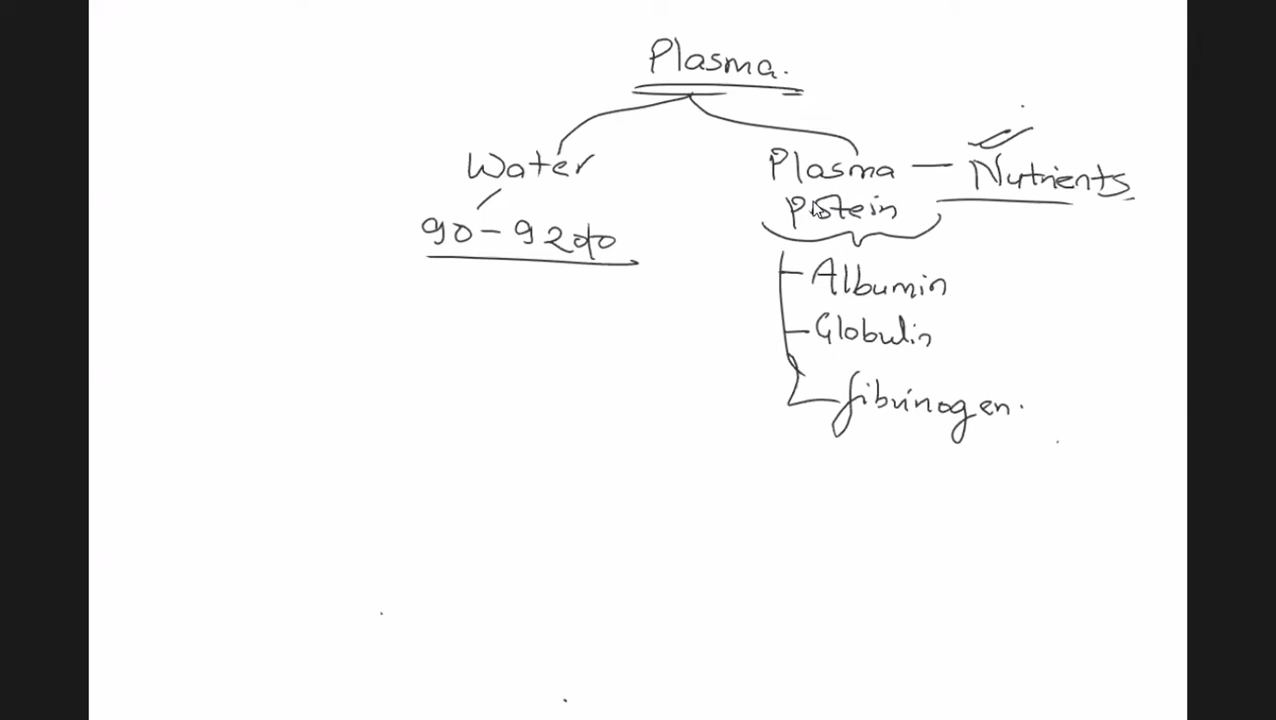 Plasma.
Water
Plasma — Nutrients
protein
90-92%
Albumin
Globulin
fibrinogen.